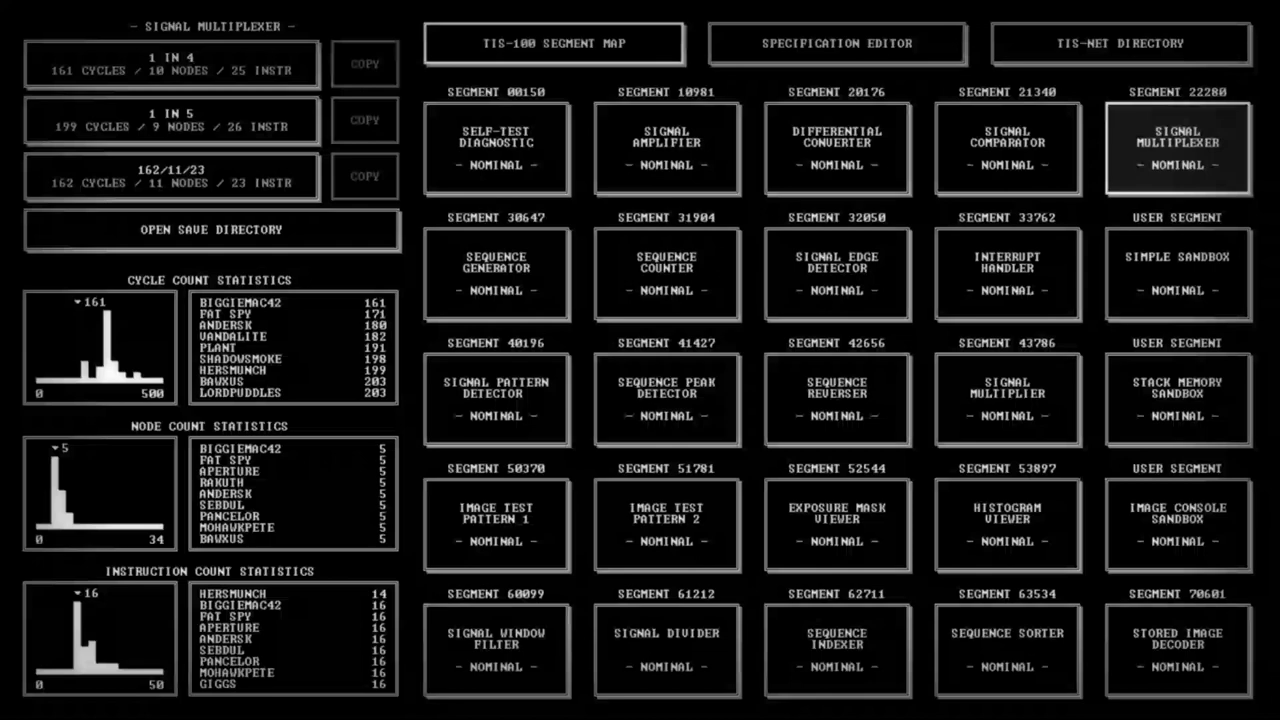 - SIGNAL MULTIPLEXER -
1 IN 4
161 CYCLES / 10 NODES / 25 INSTR
COPY
1 IN 5
199 CYCLES / 9 NODES / 26 INSTR
COPY
162/11/23
162 CYCLES / 11 NODES / 23 INSTR
COPY
OPEN SAVE DIRECTORY
CYCLE COUNT STATISTICS
161
0 500
BIGGIEMAC42 161
FAT SPY 171
ANDERSK 180
VANDALITE 182
PLANT 191
SHADOWSMOKE 198
HERSMUNCH 199
BAWXUS 203
LORDPUDDLES 203
NODE COUNT STATISTICS
5
0 34
BIGGIEMAC42 5
FAT SPY 5
APERTURE 5
RAKUTH 5
ANDERSK 5
SEBDUL 5
PANCELOR 5
MOHAWKPETE 5
BAWXUS 5
INSTRUCTION COUNT STATISTICS
16
0 50
HERSMUNCH 14
BIGGIEMAC42 16
FAT SPY 16
APERTURE 16
ANDERSK 16
SEBDUL 16
PANCELOR 16
MOHAWKPETE 16
GIGGS 16
TIS-100 SEGMENT MAP
SPECIFICATION EDITOR
TIS-NET DIRECTORY
SEGMENT 00150
SELF-TEST
DIAGNOSTIC
- NOMINAL -
SEGMENT 10981
SIGNAL
AMPLIFIER
- NOMINAL -
SEGMENT 20176
DIFFERENTIAL
CONVERTER
- NOMINAL -
SEGMENT 21340
SIGNAL
COMPARATOR
- NOMINAL -
SEGMENT 22280
SIGNAL
MULTIPLEXER
- NOMINAL -
SEGMENT 30647
SEQUENCE
GENERATOR
- NOMINAL -
SEGMENT 31904
SEQUENCE
COUNTER
- NOMINAL -
SEGMENT 32050
SIGNAL EDGE
DETECTOR
- NOMINAL -
SEGMENT 33762
INTERRUPT
HANDLER
- NOMINAL -
USER SEGMENT
SIMPLE SANDBOX
- NOMINAL -
SEGMENT 40196
SIGNAL PATTERN
DETECTOR
- NOMINAL -
SEGMENT 41427
SEQUENCE PEAK
DETECTOR
- NOMINAL -
SEGMENT 42656
SEQUENCE
REVERSER
- NOMINAL -
SEGMENT 43786
SIGNAL
MULTIPLIER
- NOMINAL -
USER SEGMENT
STACK MEMORY
SANDBOX
- NOMINAL -
SEGMENT 50370
IMAGE TEST
PATTERN 1
- NOMINAL -
SEGMENT 51781
IMAGE TEST
PATTERN 2
- NOMINAL -
SEGMENT 52544
EXPOSURE MASK
VIEWER
- NOMINAL -
SEGMENT 53897
HISTOGRAM
VIEWER
- NOMINAL -
USER SEGMENT
IMAGE CONSOLE
SANDBOX
- NOMINAL -
SEGMENT 60099
SIGNAL WINDOW
FILTER
- NOMINAL -
SEGMENT 61212
SIGNAL DIVIDER
- NOMINAL -
SEGMENT 62711
SEQUENCE
INDEXER
- NOMINAL -
SEGMENT 63534
SEQUENCE SORTER
- NOMINAL -
SEGMENT 70601
STORED IMAGE
DECODER
- NOMINAL -